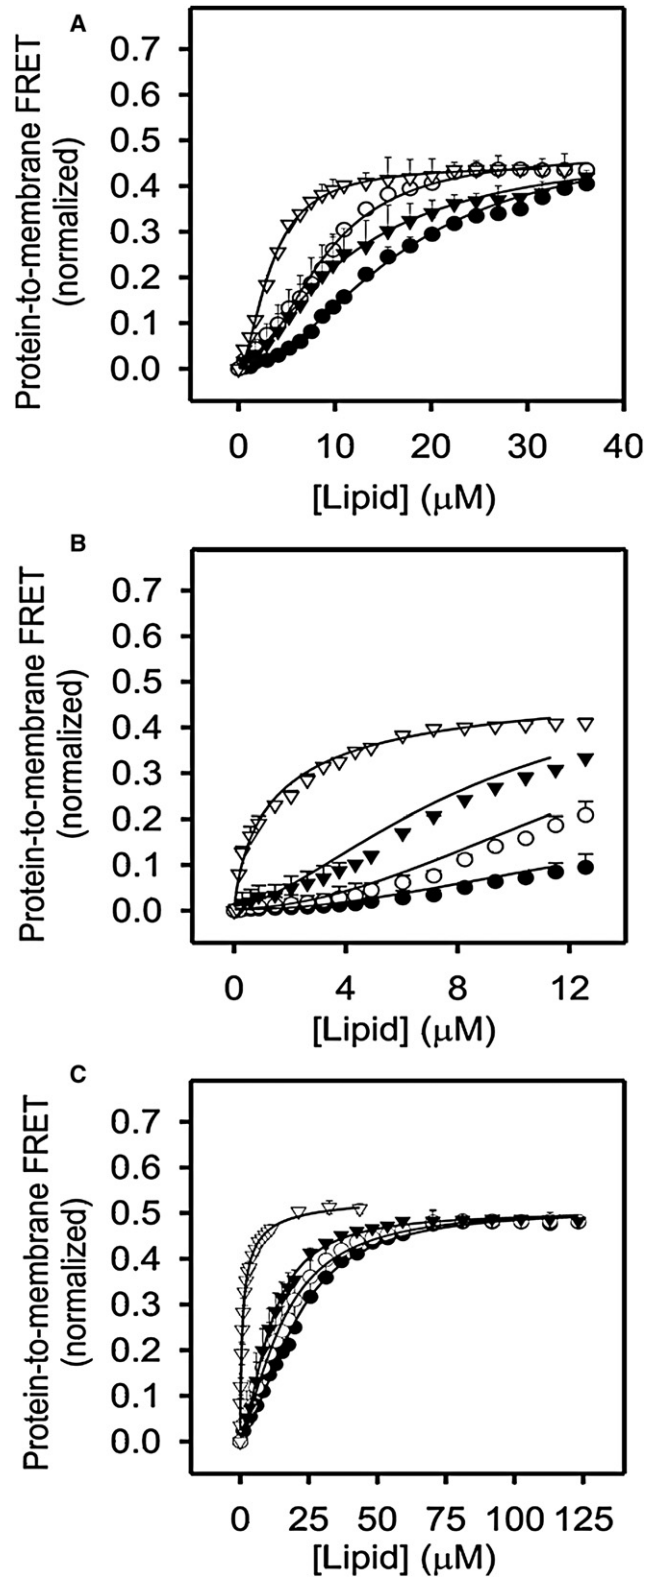 A
Protein-to-membrane FRET
(normalized)
0.7
0.6
0.5
0.4
0.3
0.2
0.1
0.0
0 10 20 30 40
[Lipid] (μM)
B
Protein-to-membrane FRET
(normalized)
0.7
0.6
0.5
0.4
0.3
0.2
0.1
0.0
0 4 8 12
[Lipid] (μM)
C
Protein-to-membrane FRET
(normalized)
0.7
0.6
0.5
0.4
0.3
0.2
0.1
0.0
0 25 50 75 100 125
[Lipid] (μM)